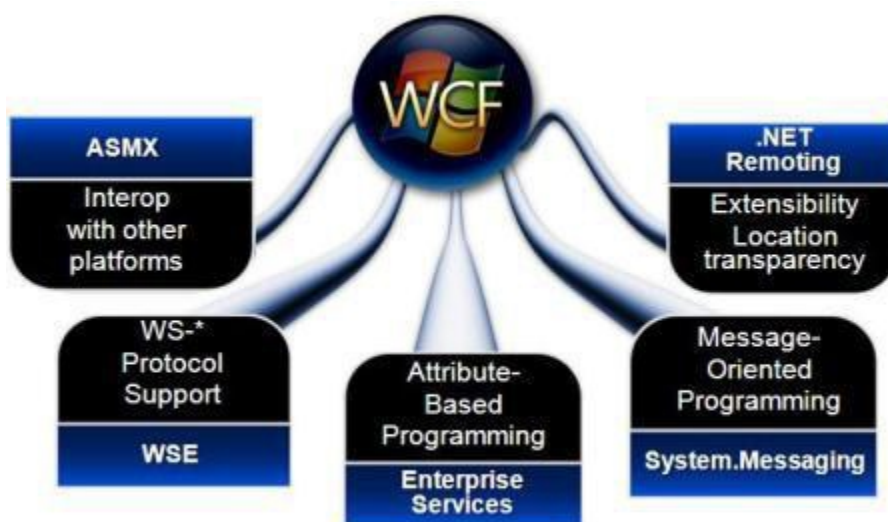 WCF
ASMX
Interop
with other
platforms
.NET
Remoting
Extensibility
Location
transparency
WS-*
Protocol
Support
WSE
Attribute-
Based
Programming
Enterprise
Services
Message-
Oriented
Programming
System.Messaging